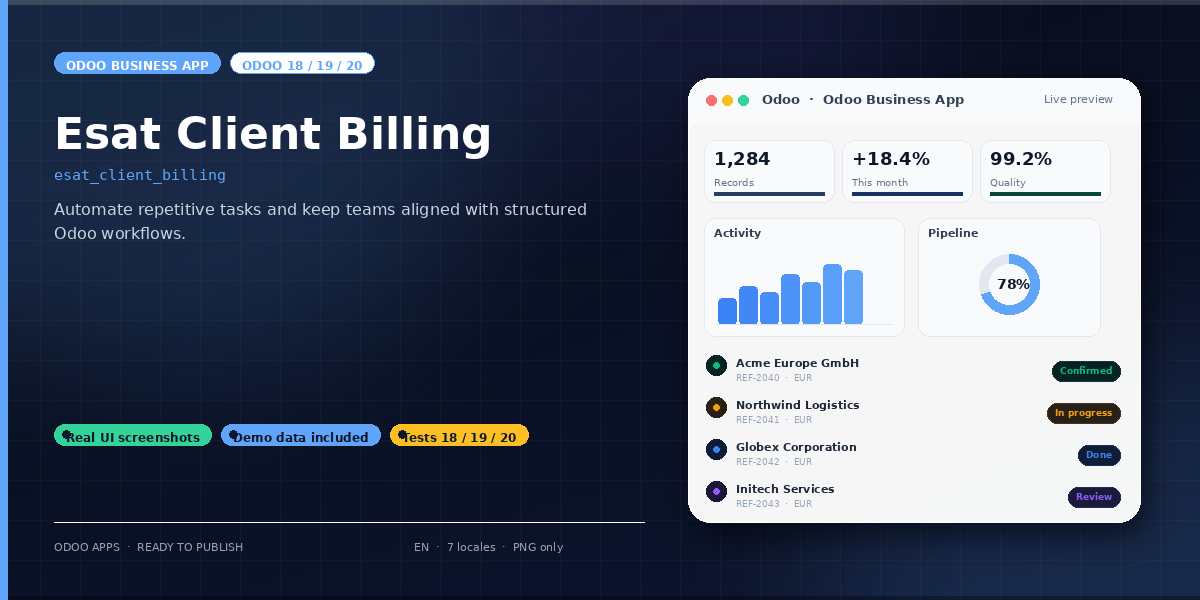 ODOO BUSINESS APP
ODOO 18 / 19 / 20
Esat Client Billing
esat_client_billing
Automate repetitive tasks and keep teams aligned with structured
Odoo workflows.
Real UI screenshots
Demo data included
Tests 18 / 19 / 20
ODOO APPS · READY TO PUBLISH
EN · 7 locales · PNG only
Odoo · Odoo Business App
Live preview
1,284
Records
+18.4%
This month
99.2%
Quality
Activity
Pipeline
78%
Acme Europe GmbH
REF-2040 · EUR
Confirmed
Northwind Logistics
REF-2041 · EUR
In progress
Globex Corporation
REF-2042 · EUR
Done
Initech Services
REF-2043 · EUR
Review